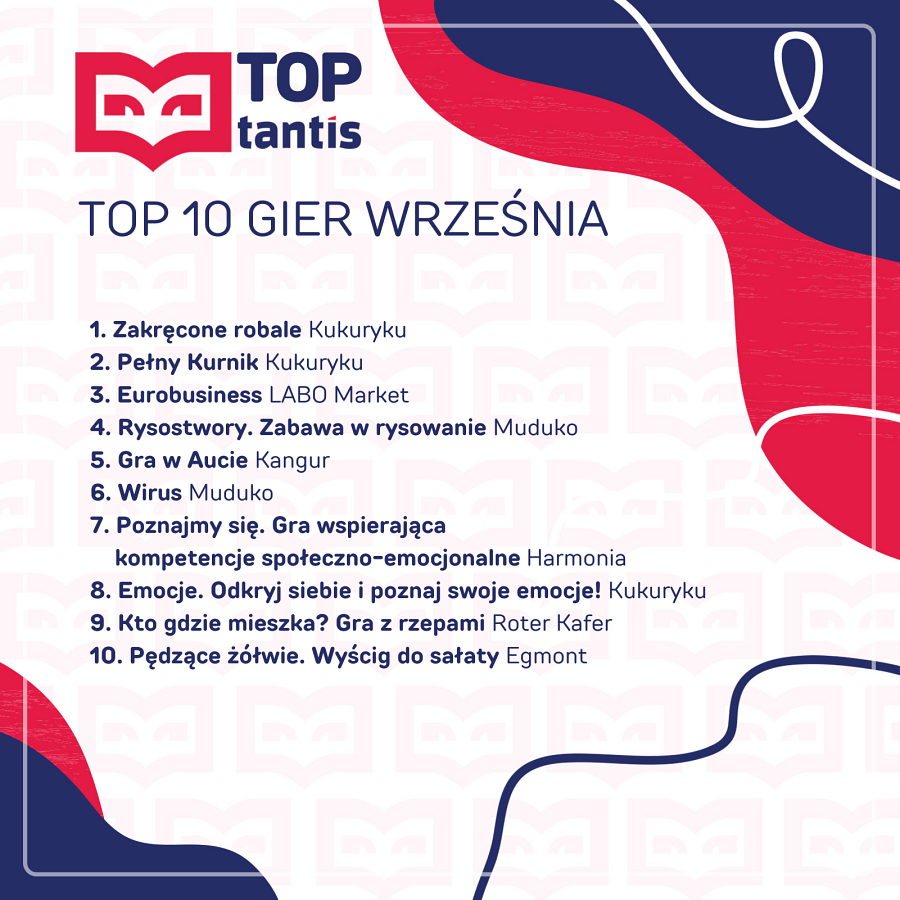 TOP
tantis
TOP 10 GIER WRZEŚNIA
1. Zakręcone robale Kukuryku
2. Pełny Kurnik Kukuryku
3. Eurobusiness LABO Market
4. Rysostwory. Zabawa w rysowanie Muduko
5. Gra w Aucie Kangur
6. Wirus Muduko
7. Poznajmy się. Gra wspierająca
kompetencje społeczno-emocjonalne Harmonia
8. Emocje. Odkryj siebie i poznaj swoje emocje! Kukuryku
9. Kto gdzie mieszka? Gra z rzepami Roter Kafer
10. Pędzące żółwie. Wyścig do sałaty Egmont